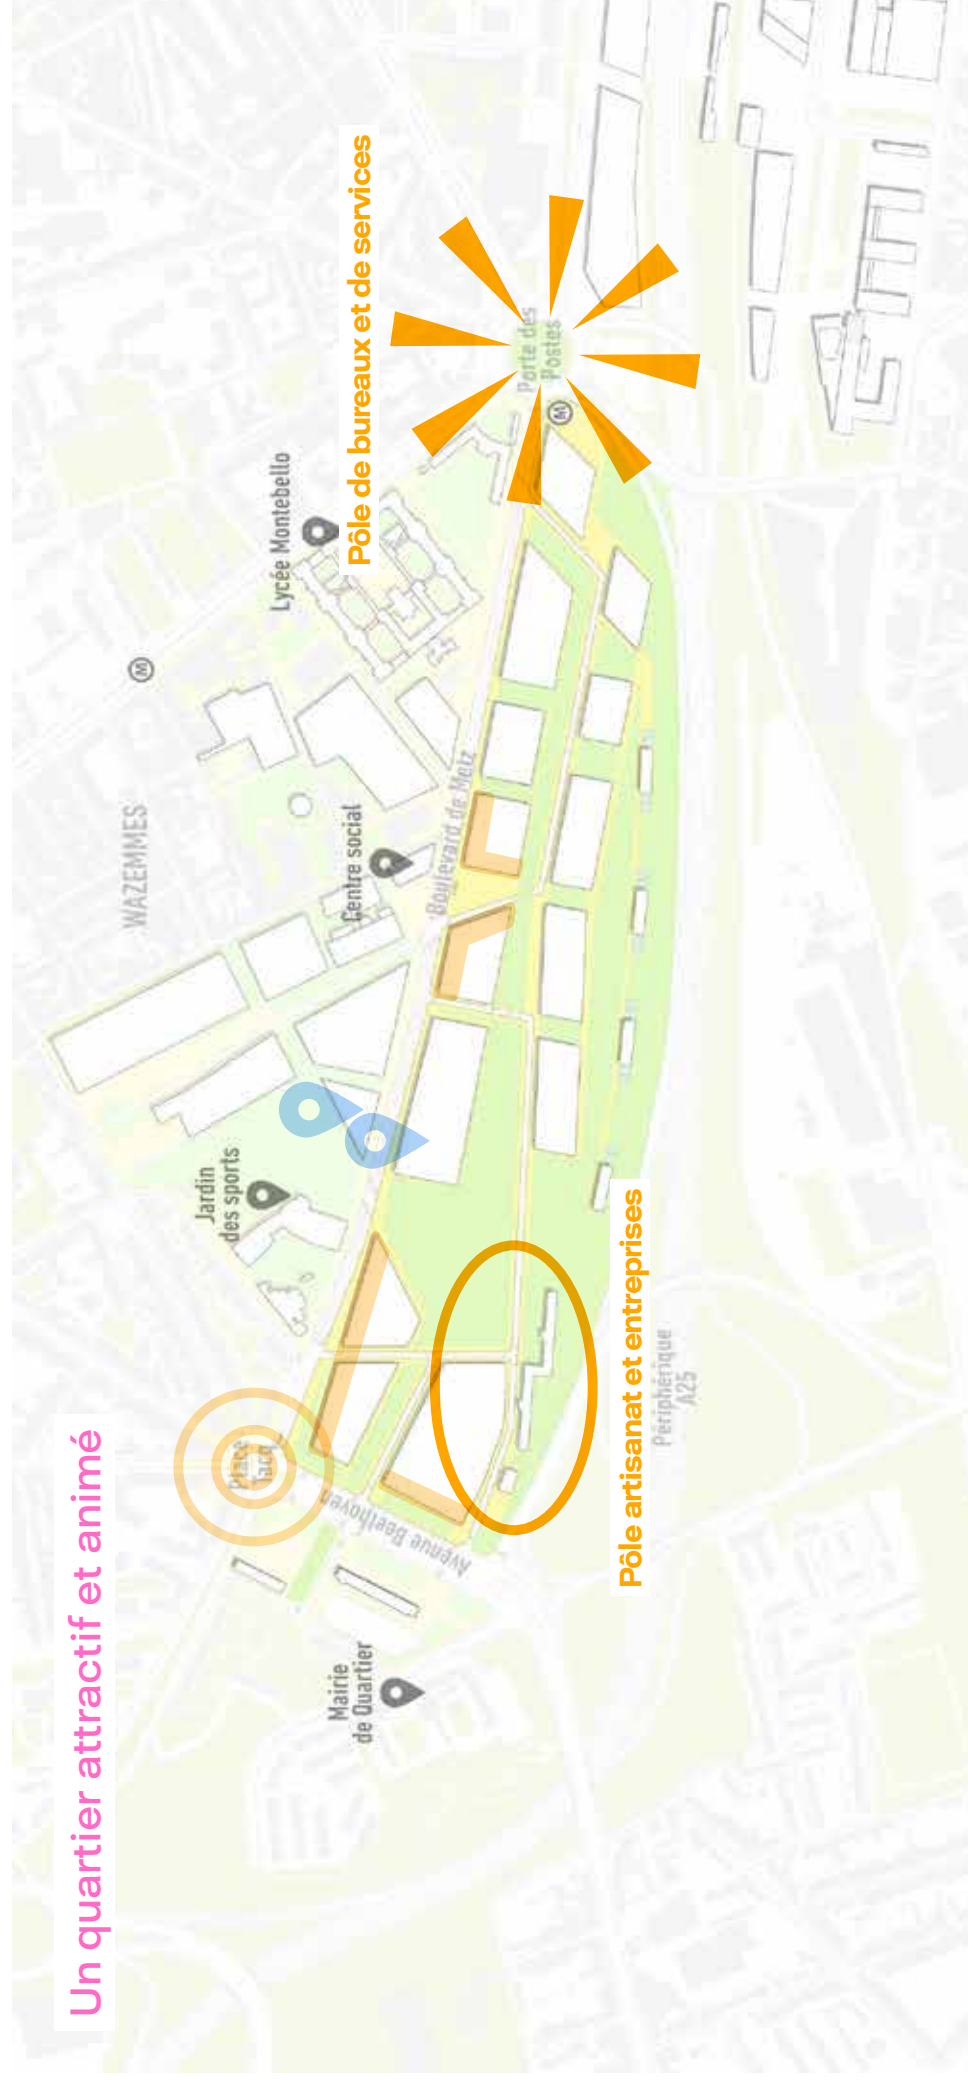 Un quartier attractif et animé
WAZEMMES
M
Jardin
des sports
Lycée Montebello
Place
Tacq
Mairie
de Quartier
Centre social
Pôle de bureaux et de services
Avenue Beethoven
Boulevard de Metz
Porte des
Postes
M
Pôle artisanat et entreprises
Périphérique
A25